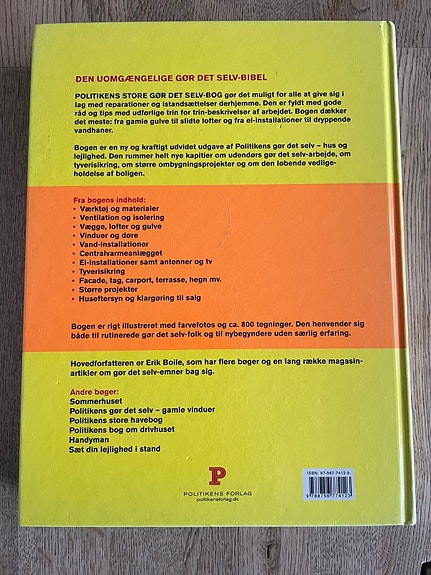 DEN UOMGÆNGELIGE GØR DET SELV-BIBEL
POLITIKENS STORE GØR DET SELV-BOG gør det muligt for alle at give sig i
lag med reparationer og istandsættelser derhjemme. Den er fyldt med gode
råd og tips med udførlige trin for trin-beskrivelser af arbejdet. Bogen dækker
det meste: fra gamle gulve til slidte lofter og fra el-installationer til dryppende
vandhaner.
Bogen er en ny og kraftigt udvidet udgave af Politikens gør det selv – hus og
lejlighed. Den rummer helt nye kapitler om udendørs gør det selv-arbejde, om
tyverisikring, om større ombygningsprojekter og om den løbende vedlige-
holdelse af boligen.
Fra bogens indhold:
• Værktøj og materialer
• Ventilation og isolering
• Vægge, lofter og gulve
• Vinduer og døre
• Vand-installationer
• Centralvarmeanlægget
• El-installationer samt antenner og tv
• Tyverisikring
• Facade, tag, carport, terrasse, hegn mv.
• Større projekter
• Huseftersyn og klargøring til salg
Bogen er rigt illustreret med farvefotos og ca. 800 tegninger. Den henvender sig
både til rutinerede gør det selv-folk og til nybegyndere uden særlig erfaring.
Hovedforfatteren er Erik Boile, som har flere bøger og en lang række magasin-
artikler om gør det selv-emner bag sig.
Andre bøger:
Sommerhuset
Politikens gør det selv – gamle vinduer
Politikens store havebog
Politikens bog om drivhuset
Handyman
Sæt din lejlighed i stand
P
POLITIKENS FORLAG
politikensforlag.dk
ISBN: 87-567-7412-5
9 788756 774123